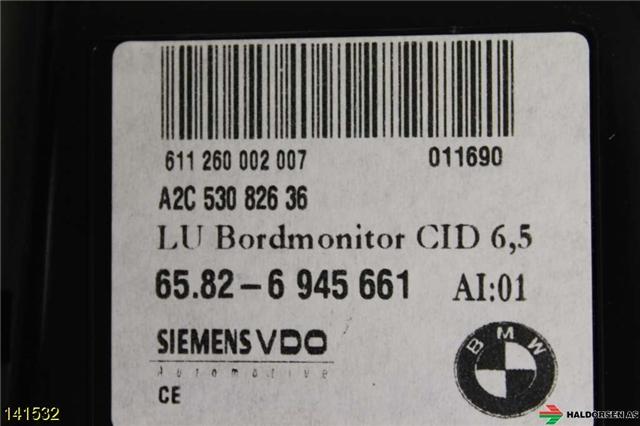 611 260 002 007 011690
A2C 530 826 36
LU Bordmonitor CID 6,5
65.82-6 945 661 AI:01
SIEMENS VDO
Automotive
CE
BMW
141532
HALDORSEN AS